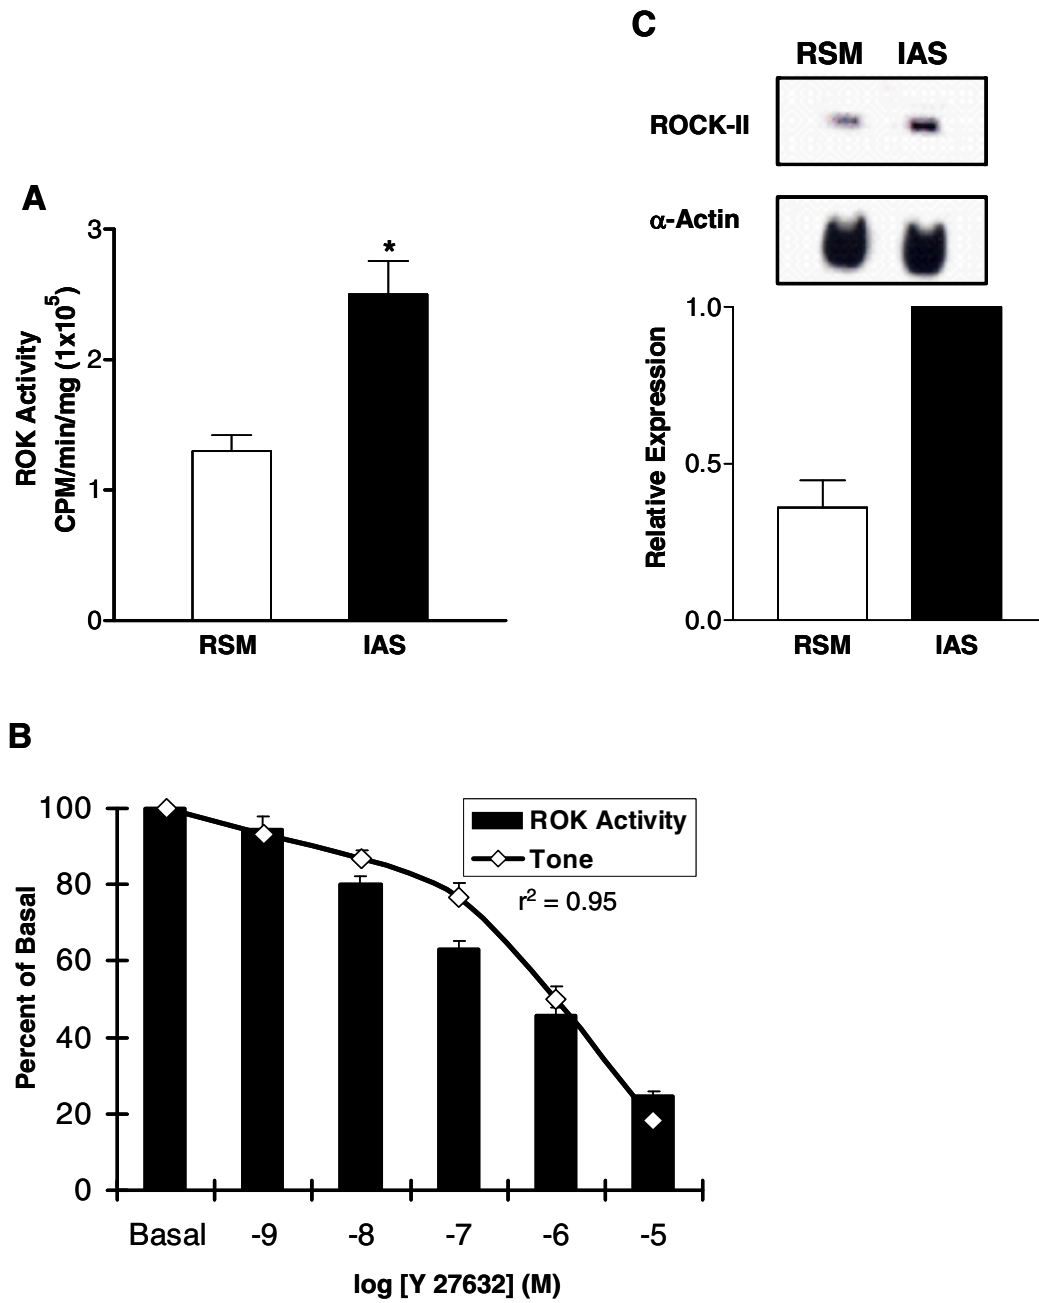 A
ROK Activity
CPM/min/mg (1x10⁵)
3
2
1
0
*
RSM IAS
C
RSM IAS
ROCK-II
α-Actin
Relative Expression
1.0
0.5
0.0
RSM IAS
B
Percent of Basal
100
80
60
40
20
0
ROK Activity
Tone
r² = 0.95
Basal -9 -8 -7 -6 -5
log [Y 27632] (M)